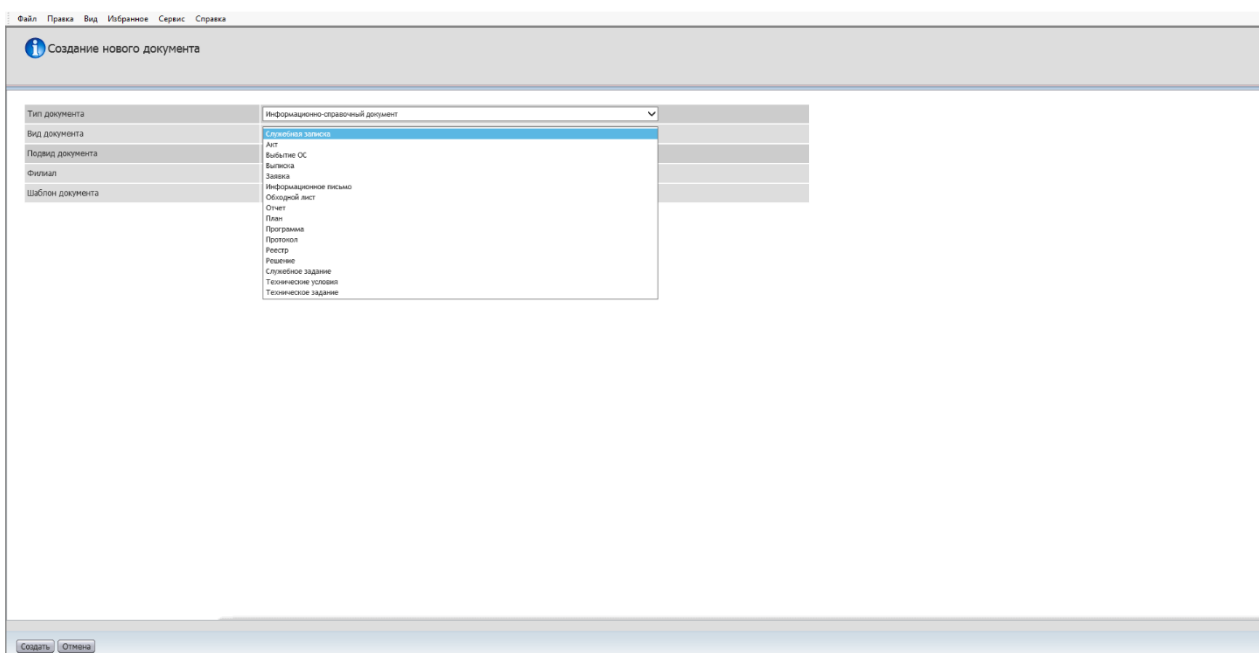 Файл Правка Вид Избранное Сервис Справка
Создание нового документа
Тип документа
Информационно-справочный документ
Вид документа
Служебная записка
Акт
Подвид документа
Выбытие ОС
Выписка
Филиал
Заявка
Информационное письмо
Шаблон документа
Обходной лист
Отчет
План
Программа
Протокол
Реестр
Решение
Служебное задание
Технические условия
Техническое задание
Создать Отмена